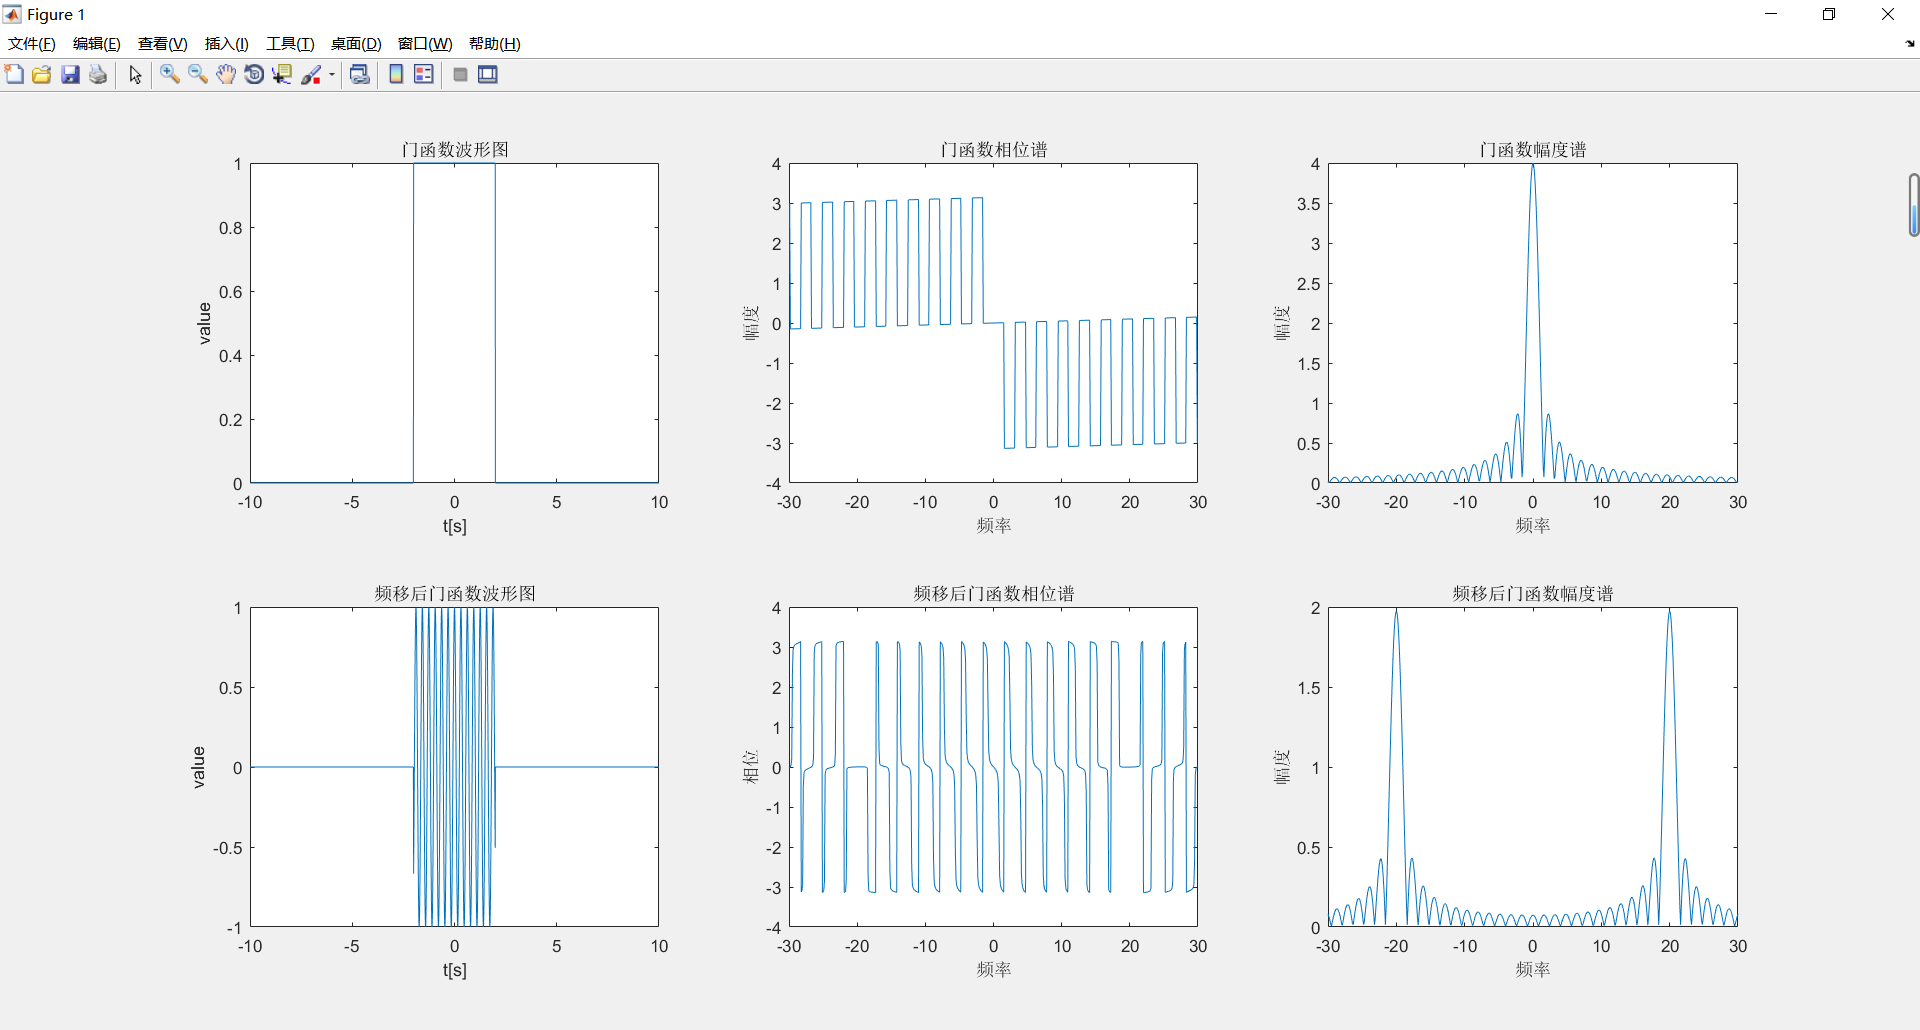 Figure 1
文件(F) 编辑(E) 查看(V) 插入(I) 工具(T) 桌面(D) 窗口(W) 帮助(H)
门函数波形图
value
1
0.8
0.6
0.4
0.2
0
-10 -5 0 5 10
t[s]
门函数相位谱
幅度
4
3
2
1
0
-1
-2
-3
-4
-30 -20 -10 0 10 20 30
频率
门函数幅度谱
幅度
4
3.5
3
2.5
2
1.5
1
0.5
0
-30 -20 -10 0 10 20 30
频率
频移后门函数波形图
value
1
0.5
0
-0.5
-1
-10 -5 0 5 10
t[s]
频移后门函数相位谱
相位
4
3
2
1
0
-1
-2
-3
-4
-30 -20 -10 0 10 20 30
频率
频移后门函数幅度谱
幅度
2
1.5
1
0.5
0
-30 -20 -10 0 10 20 30
频率